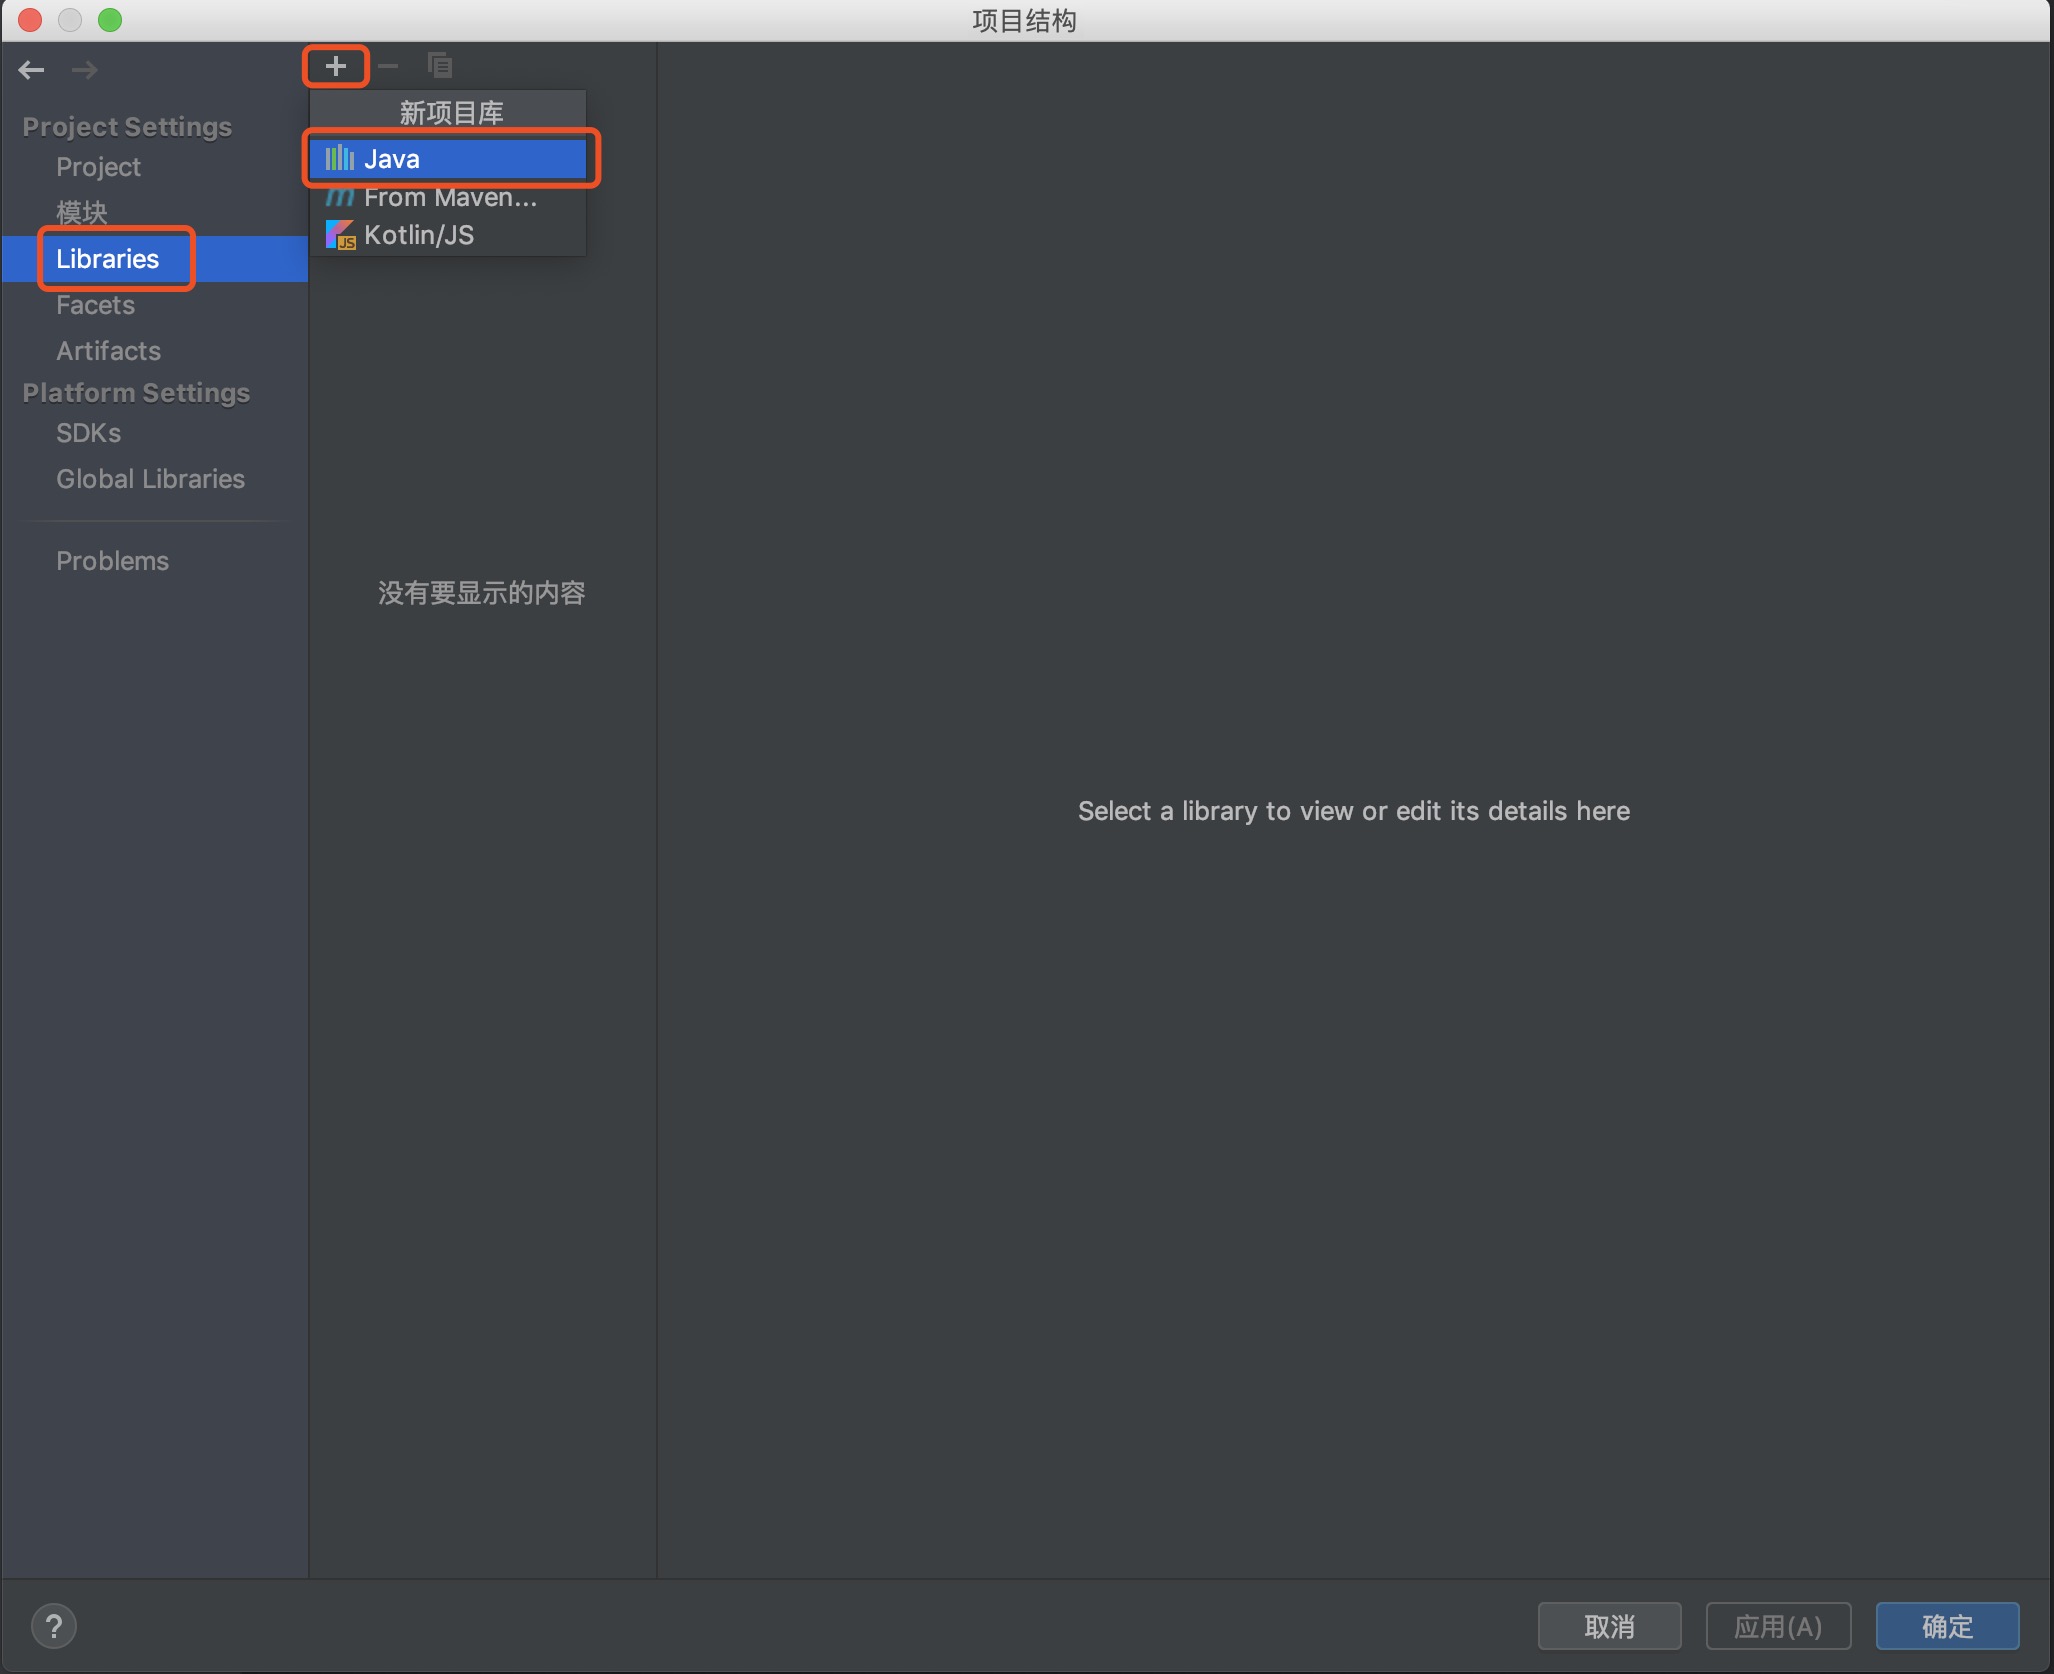 项目结构
Project Settings
Project
模块
Libraries
Facets
Artifacts
Platform Settings
SDKs
Global Libraries
Problems
新项目库
Java
From Maven...
Kotlin/JS
没有要显示的内容
Select a library to view or edit its details here
?
取消
应用(A)
确定